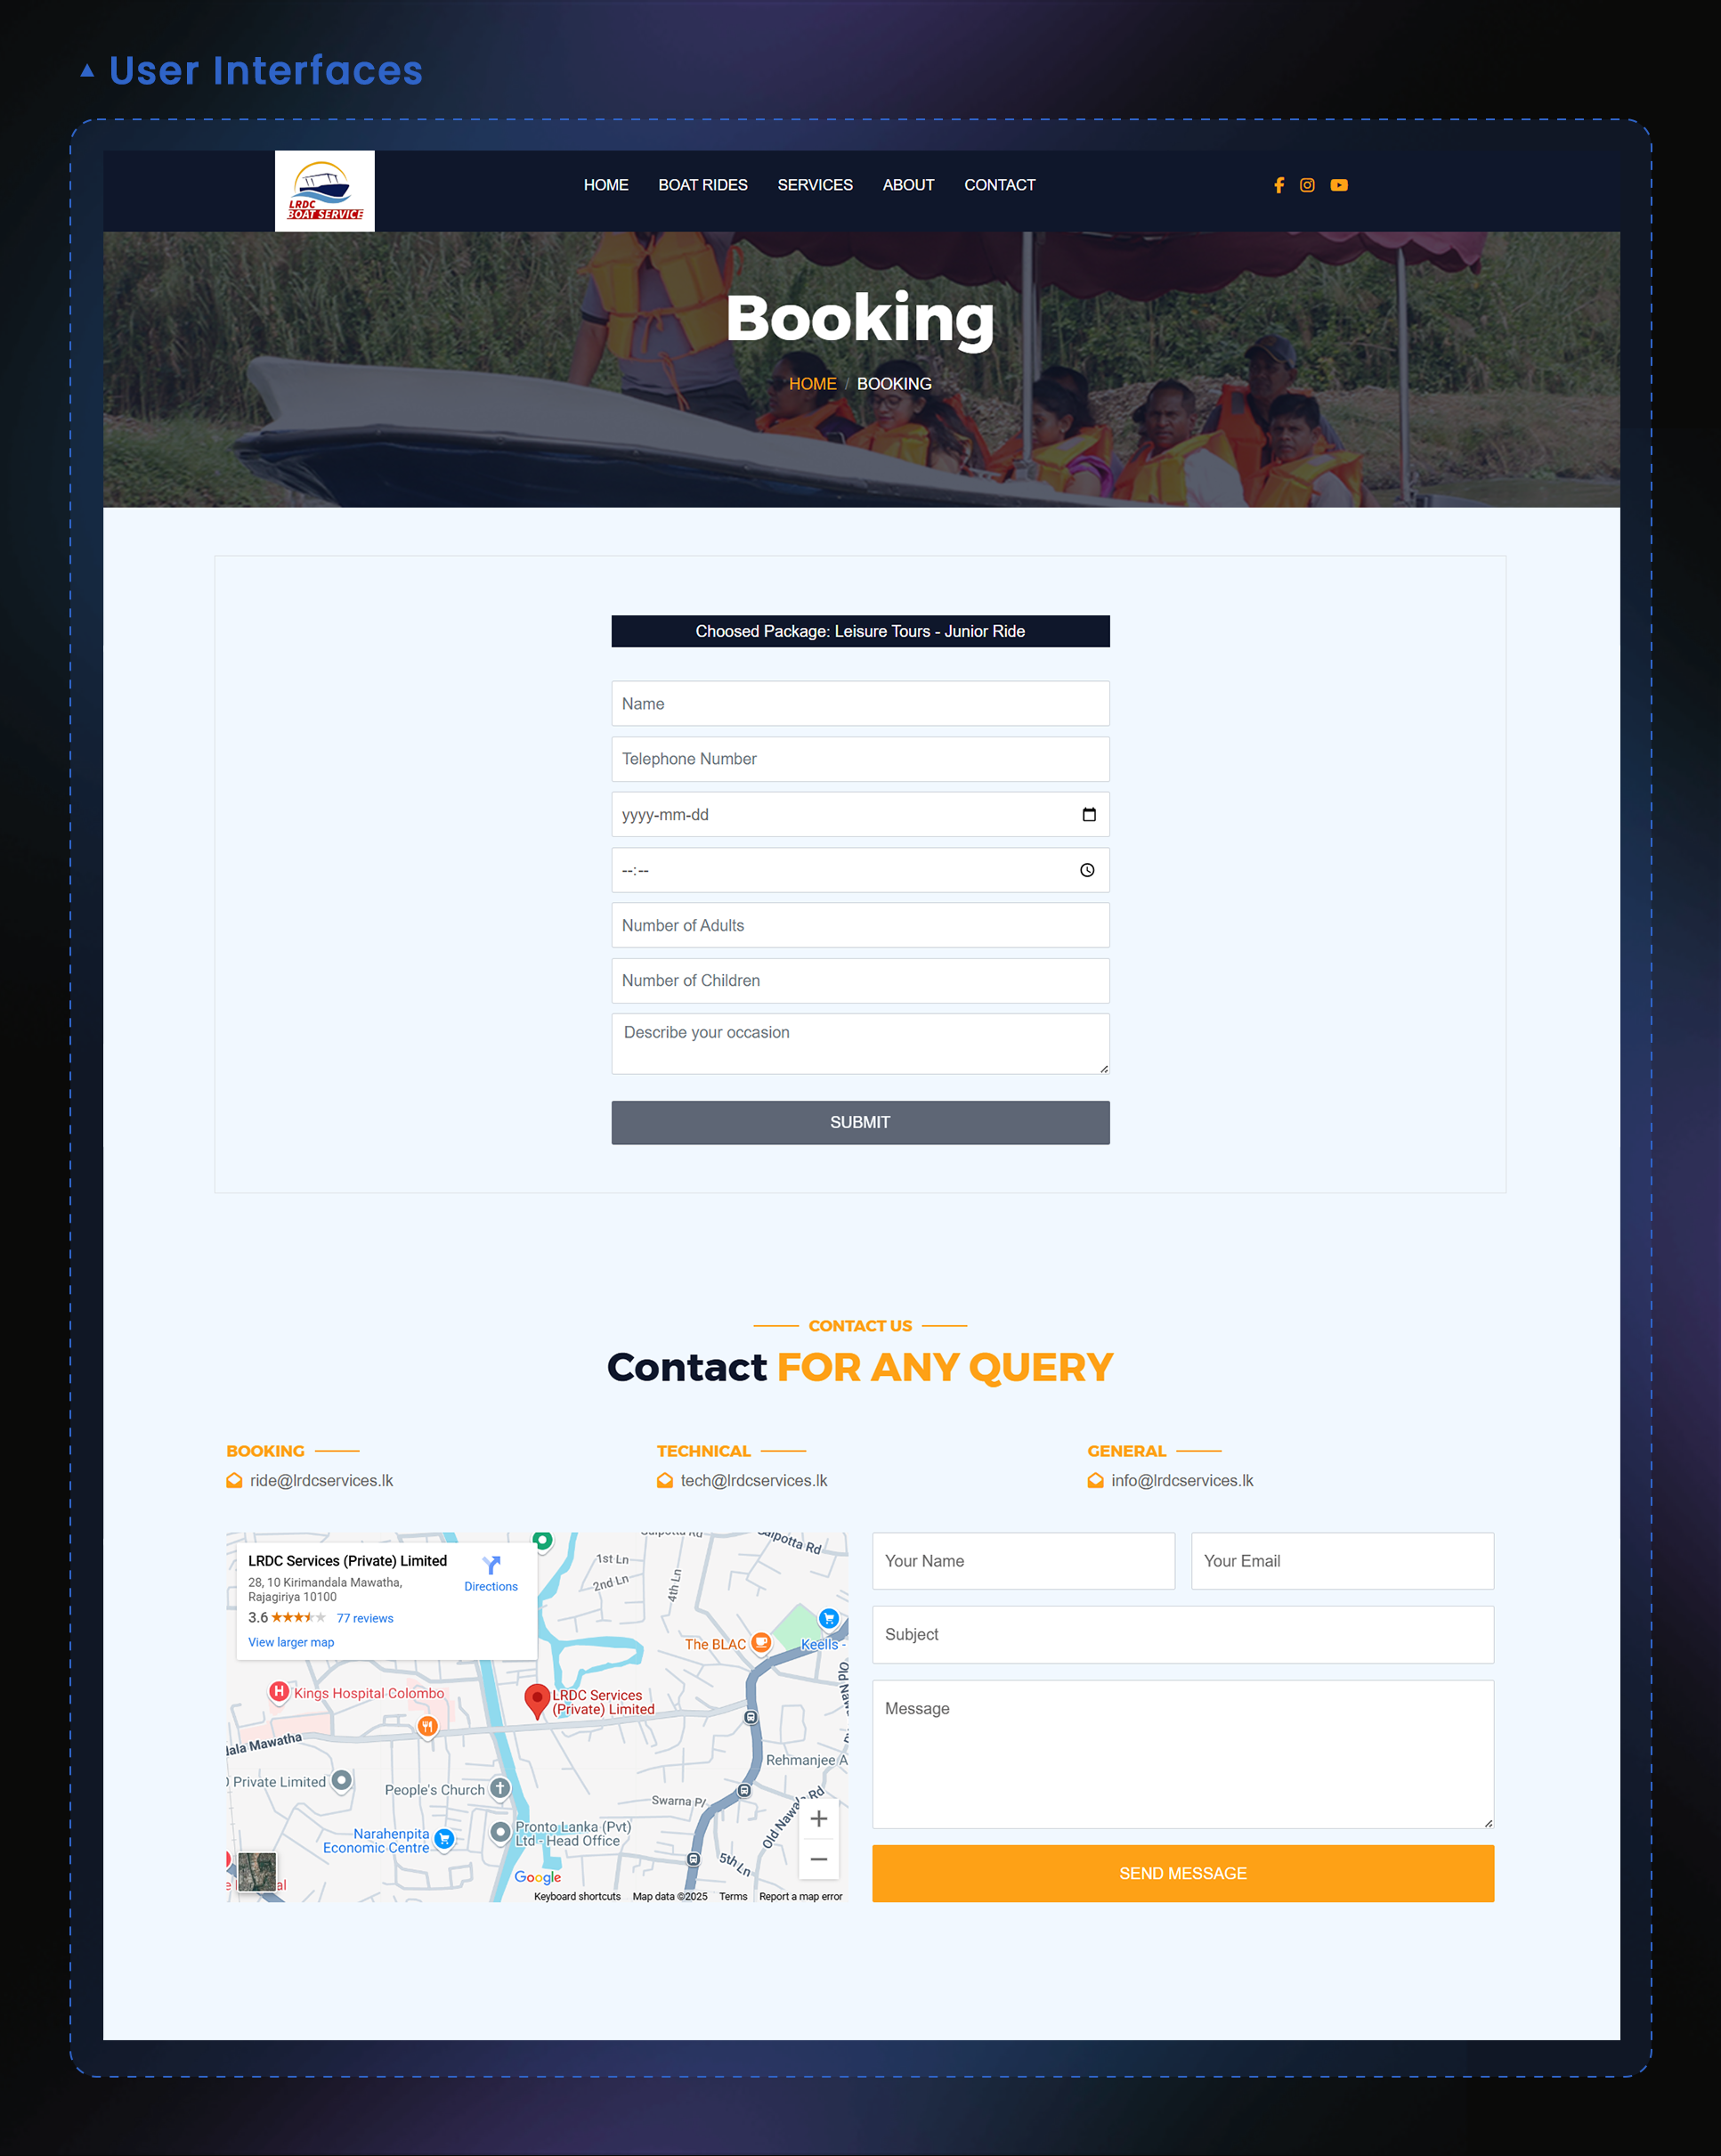 User Interfaces
LRDC
BOAT SERVICE
HOME BOAT RIDES SERVICES ABOUT CONTACT
Booking
HOME / BOOKING
Choosed Package: Leisure Tours - Junior Ride
Name
Telephone Number
yyyy-mm-dd
--:--
Number of Adults
Number of Children
Describe your occasion
SUBMIT
CONTACT US
Contact FOR ANY QUERY
BOOKING
ride@lrdcservices.lk
TECHNICAL
tech@lrdcservices.lk
GENERAL
info@lrdcservices.lk
LRDC Services (Private) Limited
28, 10 Kirimandala Mawatha,
Rajagiriya 10100
3.6 77 reviews
View larger map
Directions
1st Ln
2nd Ln
4th Ln
The BLAC
Keells -
Kings Hospital Colombo
H
LRDC Services
(Private) Limited
dala Mawatha
Rehmanjee A
Private Limited
People's Church
Swarna Pl
Old Nawala Rd
Narahenpita
Economic Centre
Pronto Lanka (Pvt)
Ltd - Head Office
5th Ln
Google
Keyboard shortcuts Map data ©2025 Terms Report a map error
Your Name
Your Email
Subject
Message
SEND MESSAGE